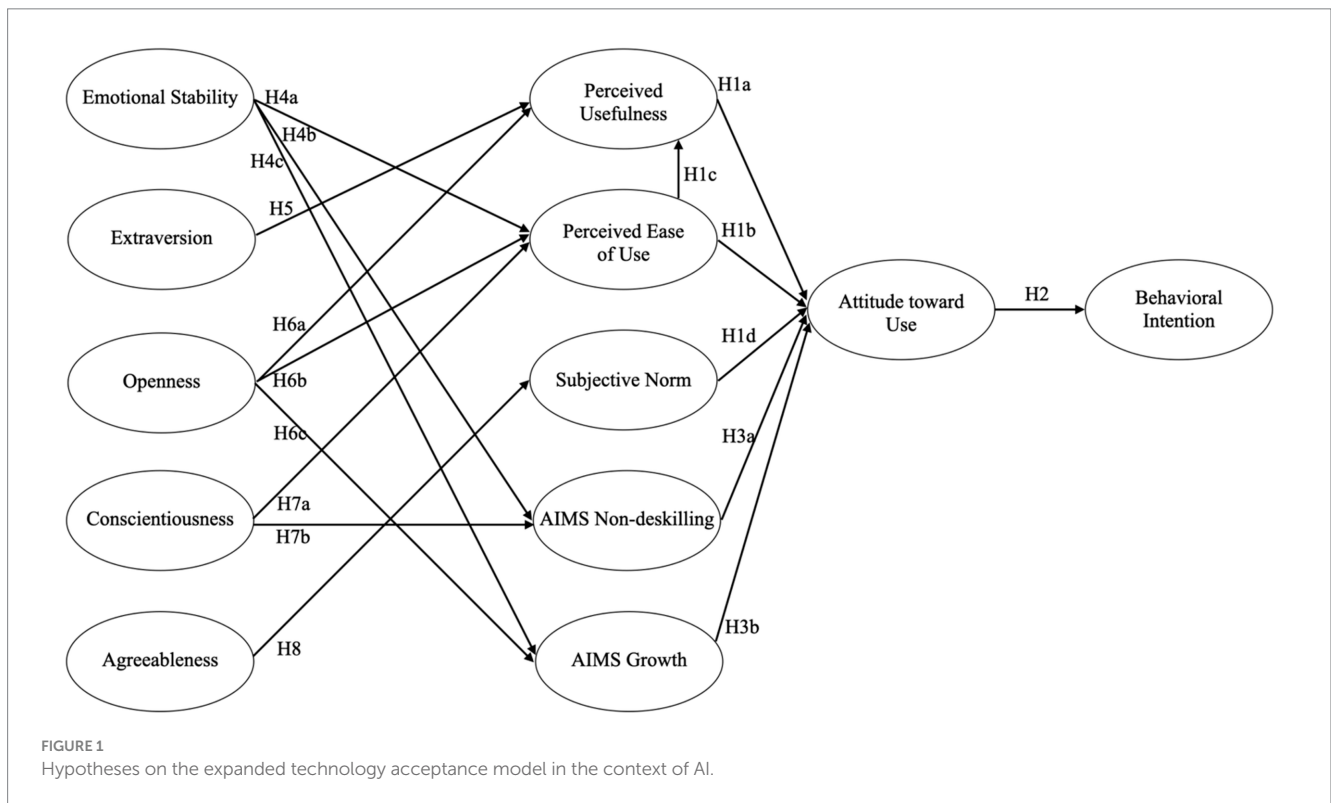 Emotional Stability
H4a
H4b
H4c
Perceived
Usefulness
H1a
H1c
Extraversion
H5
Perceived Ease
of Use
H1b
Attitude toward
Use
H2
Behavioral
Intention
Openness
H6a
H6b
H6c
Subjective Norm
H1d
Conscientiousness
H7a
H7b
AIMS Non-deskilling
H3a
Agreeableness
H8
AIMS Growth
H3b
FIGURE 1
Hypotheses on the expanded technology acceptance model in the context of AI.